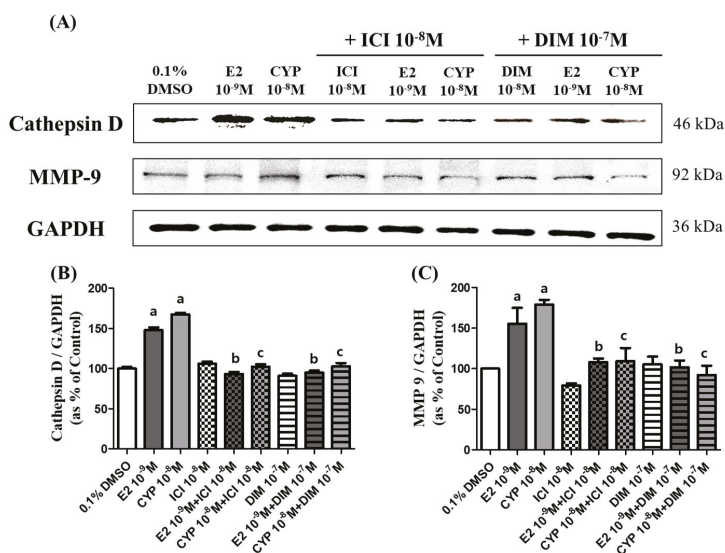 (A)
+ ICI 10⁻⁸M + DIM 10⁻⁷M
0.1% E2 CYP ICI E2 CYP DIM E2 CYP
DMSO 10⁻⁹M 10⁻⁸M 10⁻⁸M 10⁻⁹M 10⁻⁸M 10⁻⁸M 10⁻⁹M 10⁻⁸M
Cathepsin D 46 kDa
MMP-9 92 kDa
GAPDH 36 kDa
(B)
Cathepsin D / GAPDH
(as % of Control)
200
150
100
50
0
a
a
b
c
b
c
0.1% DMSO
E2 10⁻⁹M
CYP 10⁻⁸M
ICI 10⁻⁸M
E2 10⁻⁹M+ICI 10⁻⁸M
CYP 10⁻⁸M+ICI 10⁻⁸M
DIM 10⁻⁷M
E2 10⁻⁹M+DIM 10⁻⁷M
CYP 10⁻⁸M+DIM 10⁻⁷M
(C)
MMP 9 / GAPDH
(as % of Control)
200
150
100
50
0
a
a
b
c
b
c
0.1% DMSO
E2 10⁻⁹M
CYP 10⁻⁸M
ICI 10⁻⁸M
E2 10⁻⁹M+ICI 10⁻⁸M
CYP 10⁻⁸M+ICI 10⁻⁸M
DIM 10⁻⁷M
E2 10⁻⁹M+DIM 10⁻⁷M
CYP 10⁻⁸M+DIM 10⁻⁷M